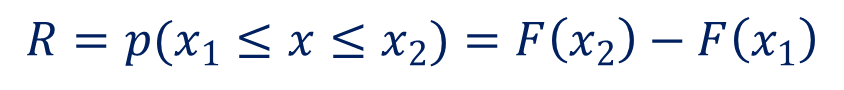 R = p(x₁ ≤ x ≤ x₂) = F(x₂) − F(x₁)